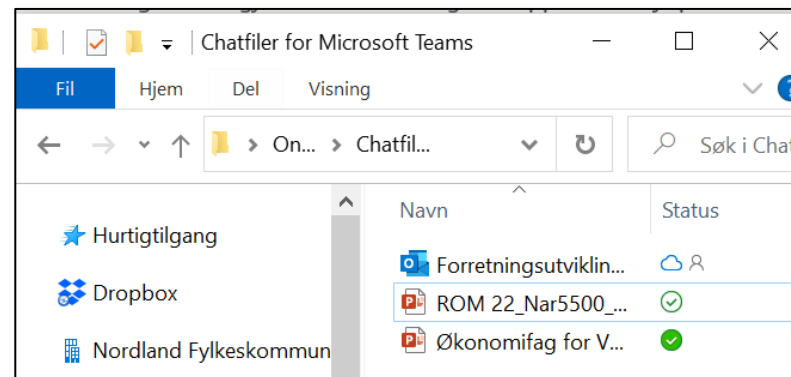 Chatfiler for Microsoft Teams
Fil Hjem Del Visning
On... Chatfil... Søk i Chat
Navn Status
Hurtigtilgang
Dropbox
Nordland Fylkeskommun
Forretningsutviklin...
ROM 22_Nar5500_...
Økonomifag for V...